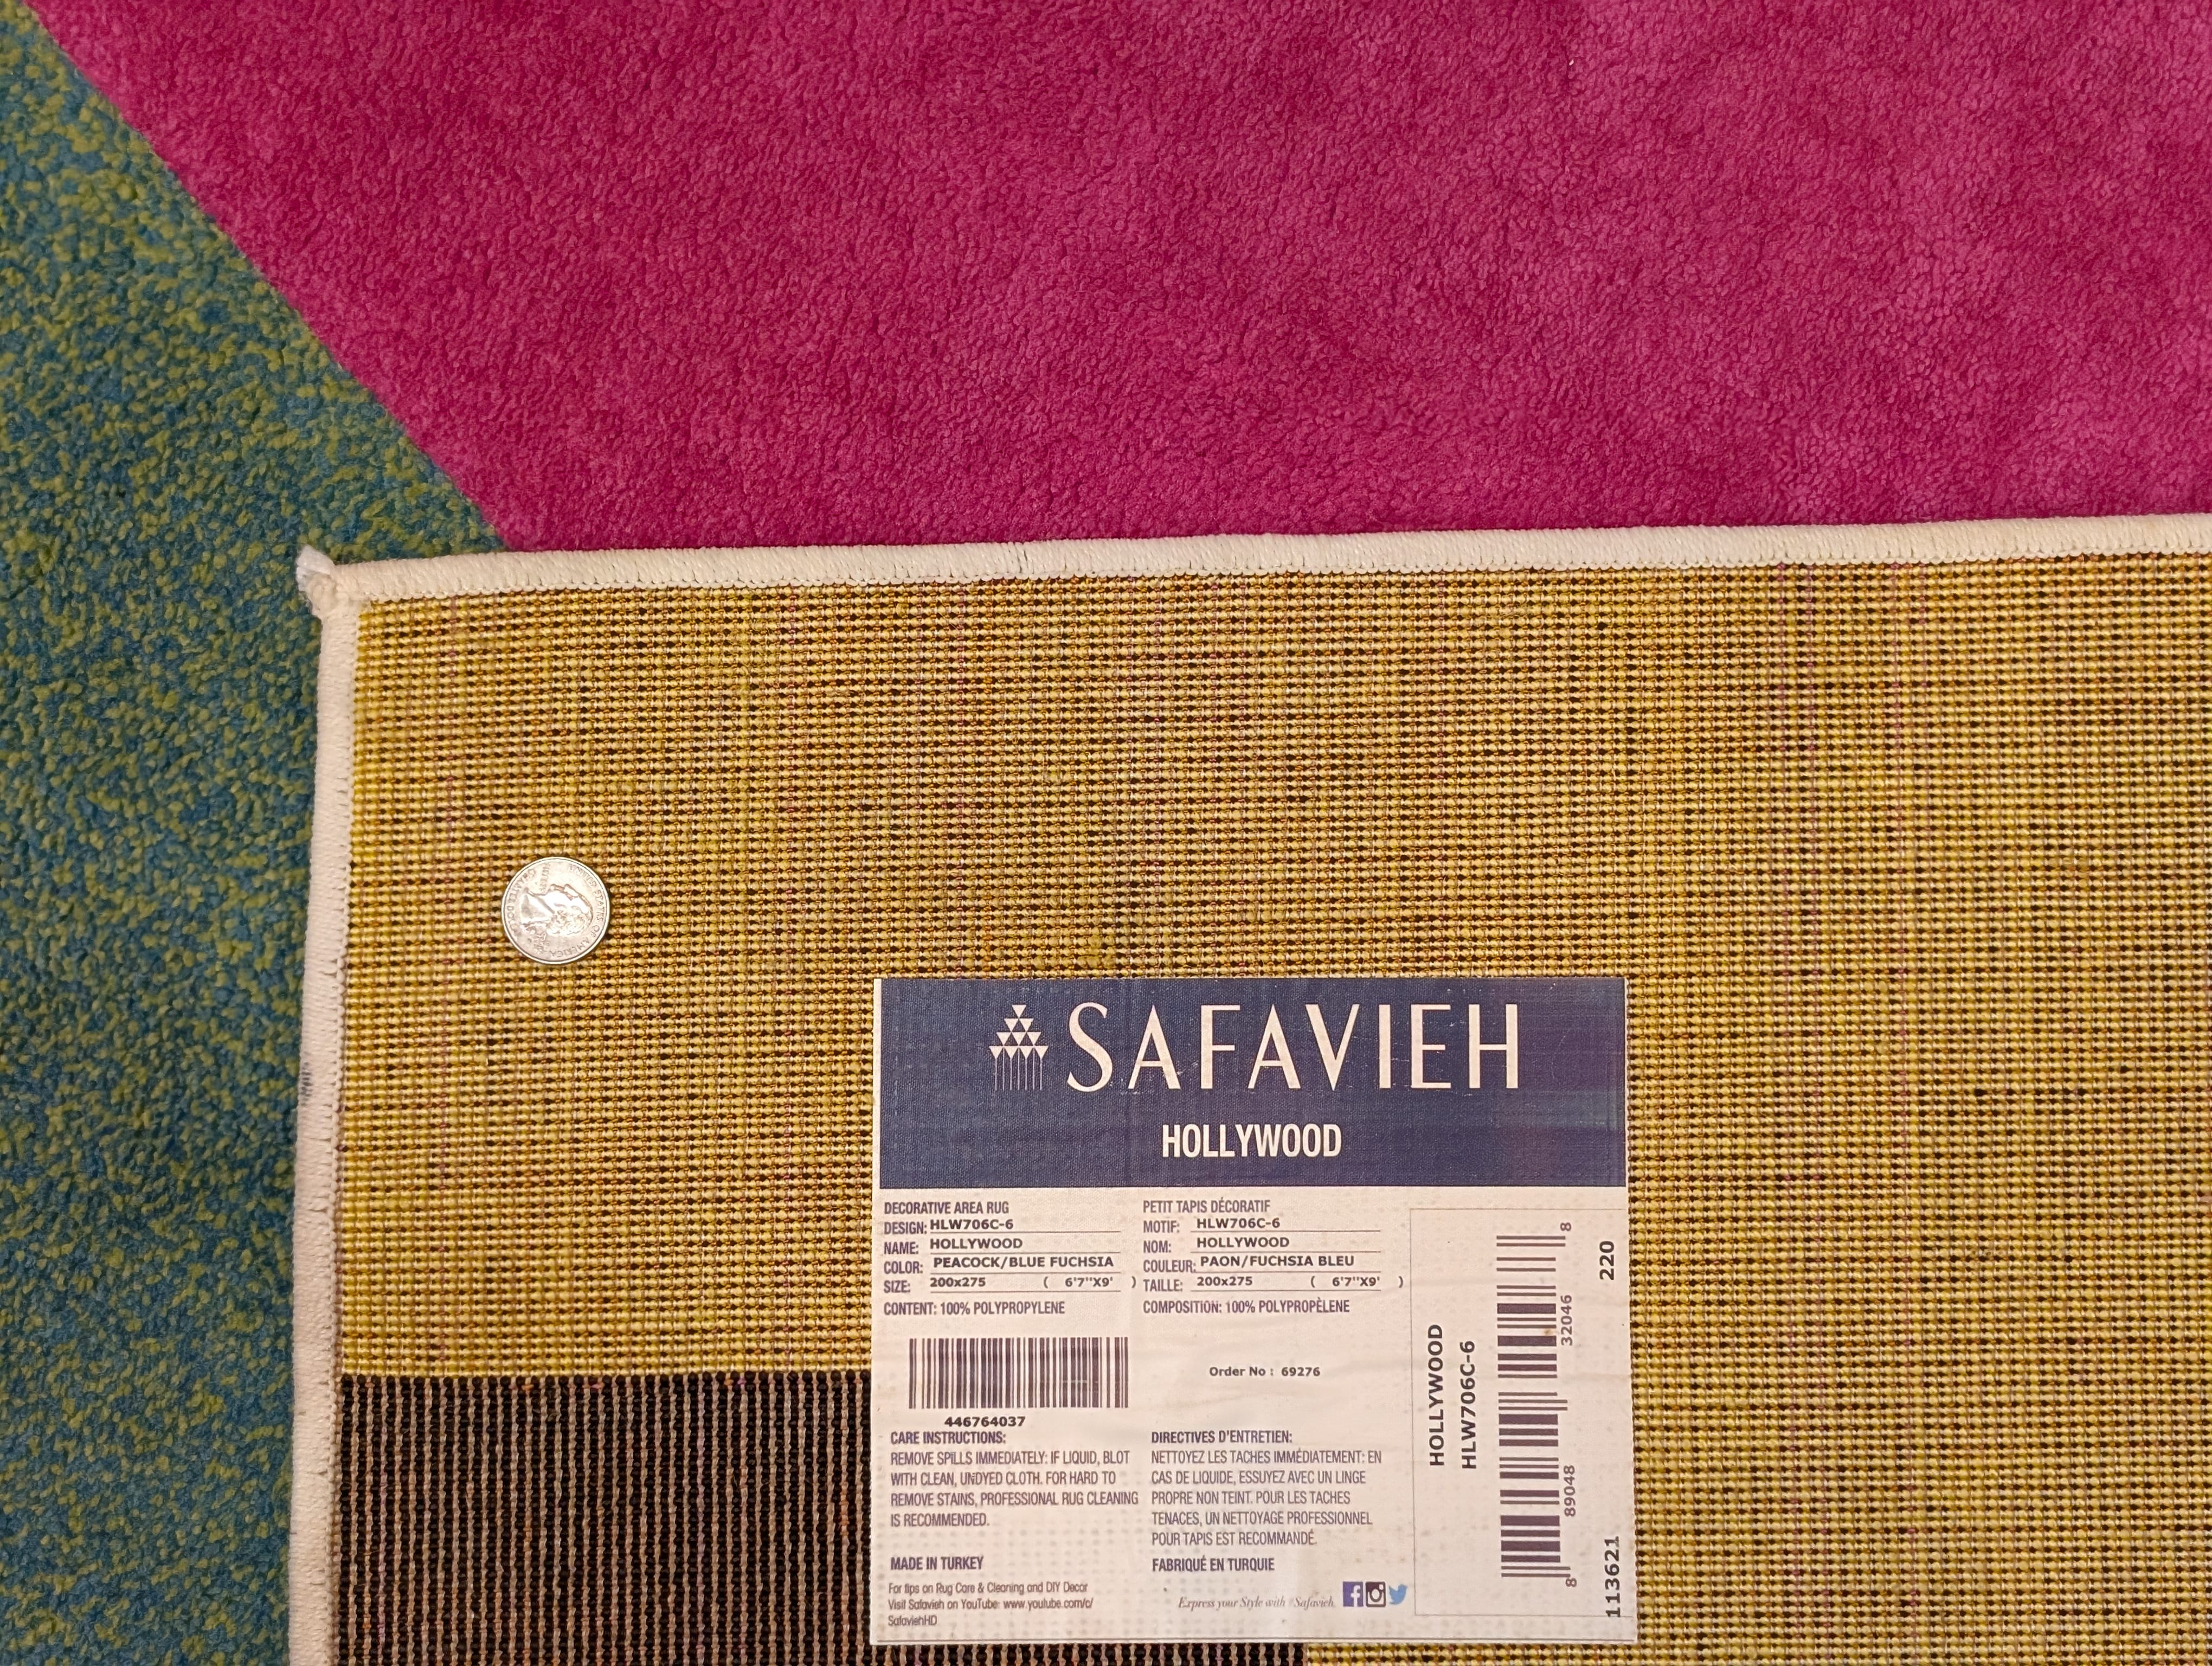 SAFAVIEH
HOLLYWOOD
DECORATIVE AREA RUG
DESIGN: HLW706C-6
NAME: HOLLYWOOD
COLOR: PEACOCK/BLUE FUCHSIA
SIZE: 200x275 ( 6'7''X9' )
CONTENT: 100% POLYPROPYLENE
446764037
CARE INSTRUCTIONS:
REMOVE SPILLS IMMEDIATELY: IF LIQUID, BLOT
WITH CLEAN, UNDYED CLOTH. FOR HARD TO
REMOVE STAINS, PROFESSIONAL RUG CLEANING
IS RECOMMENDED.
MADE IN TURKEY
For tips on Rug Care & Cleaning and DIY Decor
Visit Safavieh on YouTube: www.youtube.com/c/
SafaviehHD
PETIT TAPIS DÉCORATIF
MOTIF: HLW706C-6
NOM: HOLLYWOOD
COULEUR: PAON/FUCHSIA BLEU
TAILLE: 200x275 ( 6'7''X9' )
COMPOSITION: 100% POLYPROPÈLENE
Order No : 69276
DIRECTIVES D'ENTRETIEN:
NETTOYEZ LES TACHES IMMÉDIATEMENT: EN
CAS DE LIQUIDE, ESSUYEZ AVEC UN LINGE
PROPRE NON TEINT. POUR LES TACHES
TENACES, UN NETTOYAGE PROFESSIONNEL
POUR TAPIS EST RECOMMANDÉ.
FABRIQUÉ EN TURQUIE
Express your Style with #Safavieh
HOLLYWOOD
HLW706C-6
8 89048 32046 8
113621 220